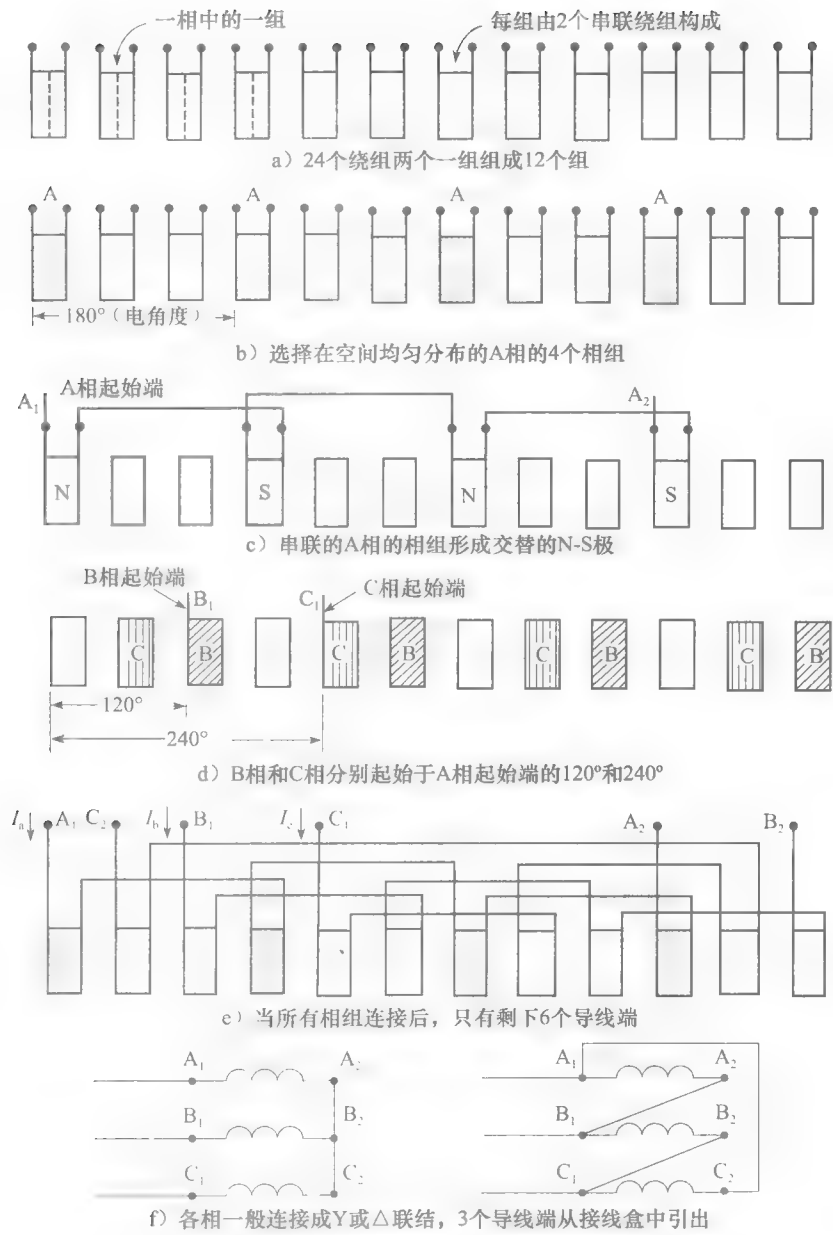 一相中的一组
每组由2个串联绕组构成
a）24个绕组两个一组组成12个组
A A A A
180°（电角度）
b）选择在空间均匀分布的A相的4个相组
A₁ A相起始端 A₂
N S N S
c）串联的A相的相组形成交替的N-S极
B相起始端 B₁ C₁ C相起始端
C B C B C B C B
120°
240°
d）B相和C相分别起始于A相起始端的120°和240°
Iₐ A₁ C₂ I_b B₁ I_c C₁ A₂ B₂
e）当所有相组连接后，只有剩下6个导线端
A₁ A₂ A₁ A₂
B₁ B₂ B₁ B₂
C₁ C₂ C₁ C₂
f）各相一般连接成Y或△联结，3个导线端从接线盒中引出